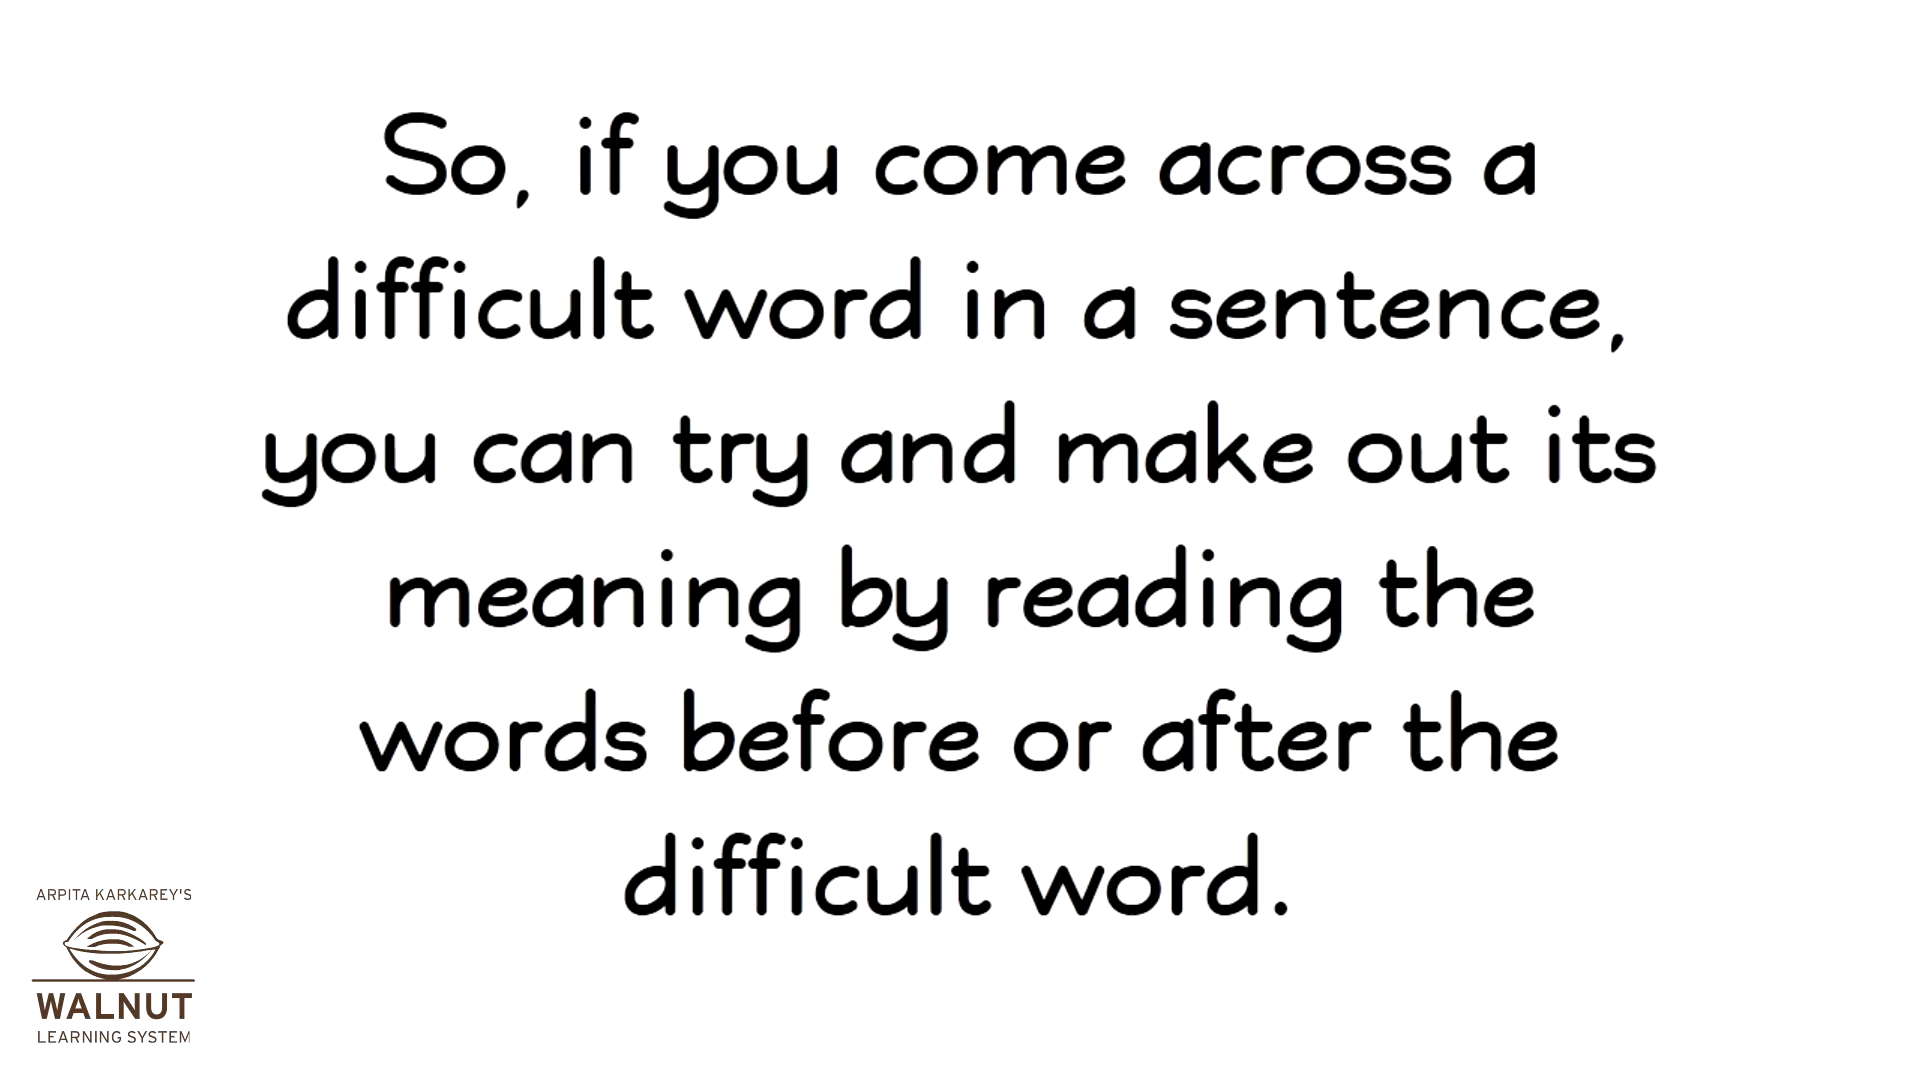 So, if you come across a
difficult word in a sentence,
you can try and make out its
meaning by reading the
words before or after the
difficult word.
ARPITA KARKAREY'S
WALNUT
LEARNING SYSTEM